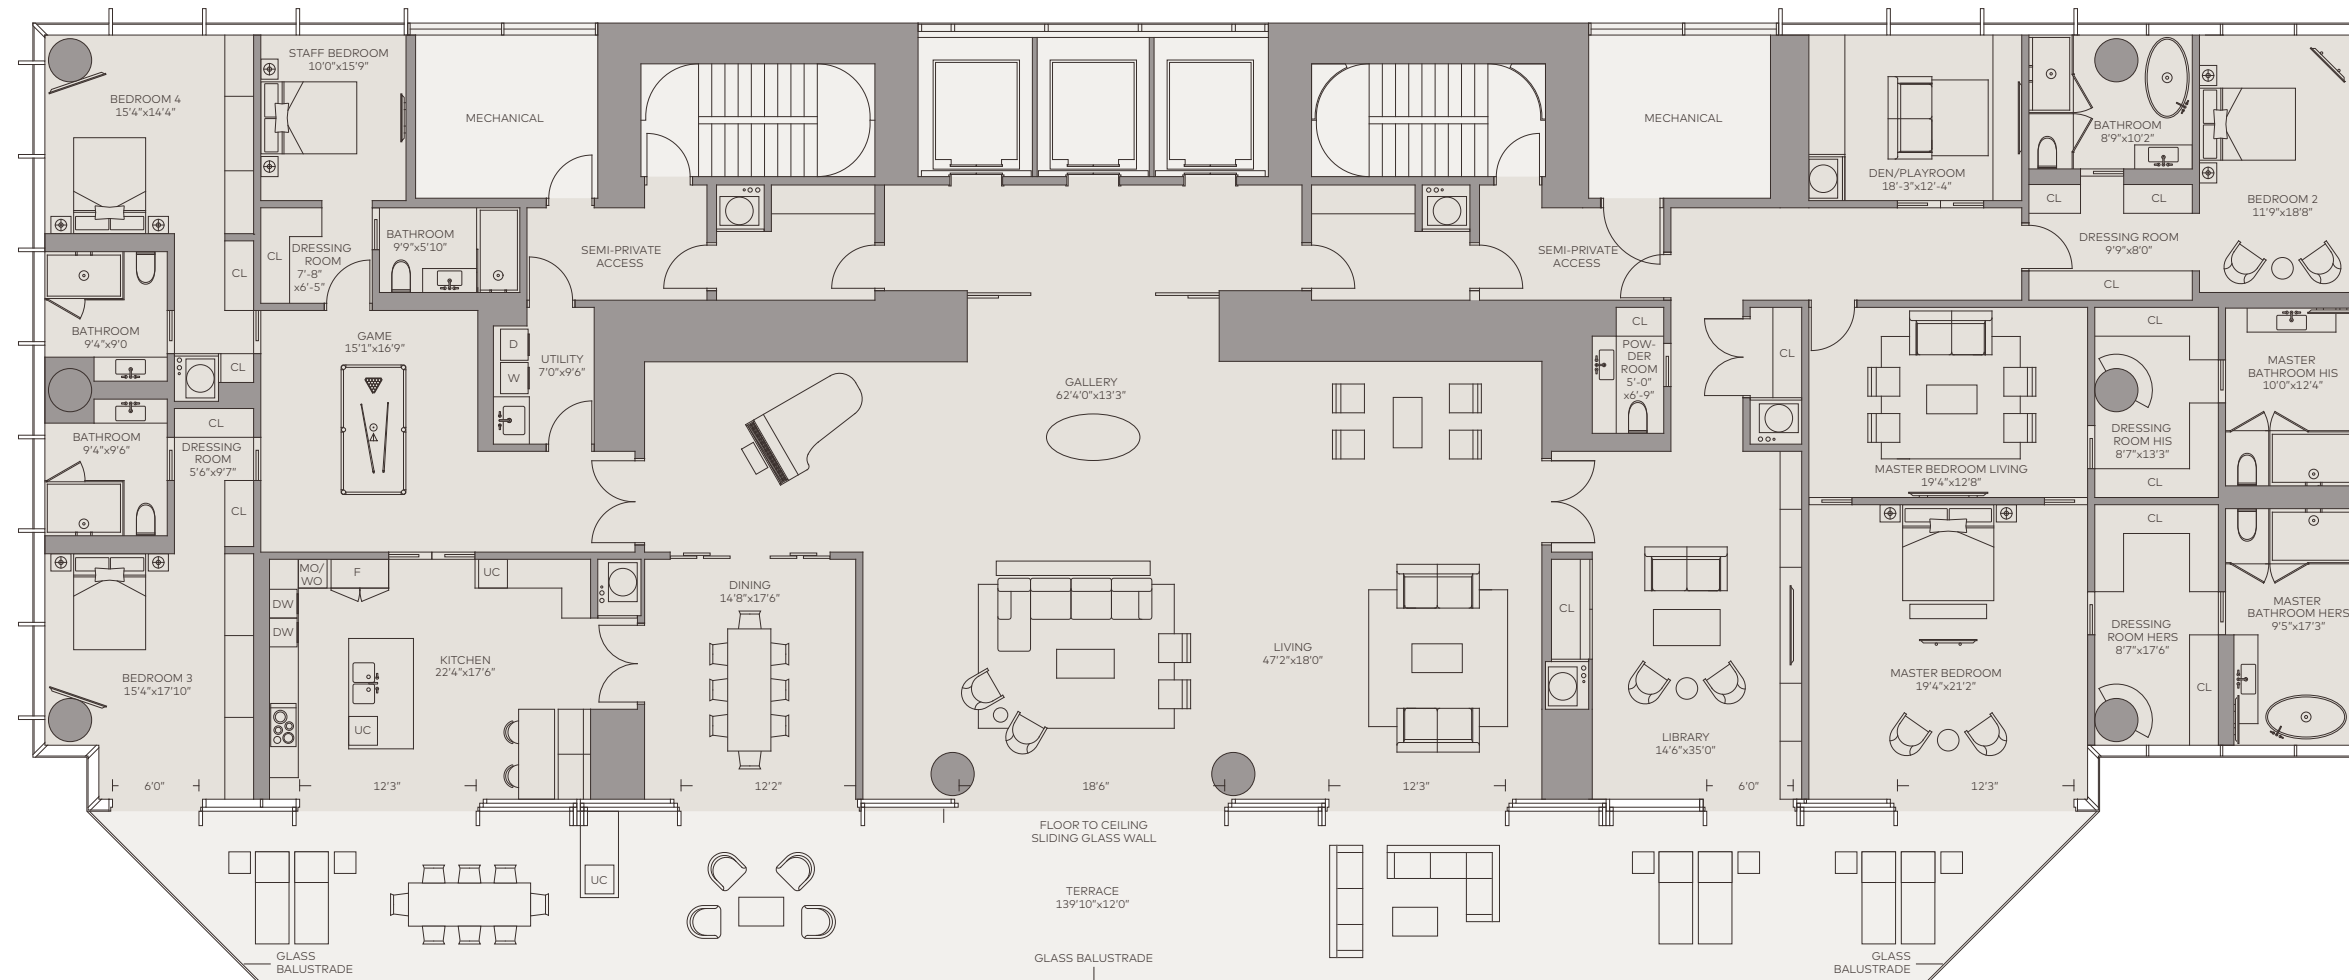 STAFF BEDROOM
10'0"x15'9"
BEDROOM 4
15'4"x14'4"
MECHANICAL
MECHANICAL
DEN/PLAYROOM
18'-3"x12'-4"
BATHROOM
8'9"x10'2"
CL
CL
BEDROOM 2
11'9"x18'8"
DRESSING ROOM
9'9"x8'0"
CL
CL
DRESSING
ROOM
7'-8"
x6'-5"
CL
BATHROOM
9'9"x5'10"
SEMI-PRIVATE
ACCESS
SEMI-PRIVATE
ACCESS
BATHROOM
9'4"x9'0
CL
GAME
15'1"x16'9"
D
W
UTILITY
7'0"x9'6"
GALLERY
62'4'0"x13'3"
CL
POW-
DER
ROOM
5'-0"
x6'-9"
CL
CL
MASTER
BATHROOM HIS
10'0"x12'4"
BATHROOM
9'4"x9'6"
CL
DRESSING
ROOM
5'6"x9'7"
CL
DRESSING
ROOM HIS
8'7"x13'3"
MASTER BEDROOM LIVING
19'4"x12'8"
CL
CL
MO/
WO
F
UC
DW
DW
DINING
14'8"x17'6"
CL
MASTER
BATHROOM HERS
9'5"x17'3"
DRESSING
ROOM HERS
8'7"x17'6"
CL
KITCHEN
22'4"x17'6"
UC
LIVING
47'2"x18'0"
BEDROOM 3
15'4"x17'10"
MASTER BEDROOM
19'4"x21'2"
LIBRARY
14'6"x35'0"
6'0"
12'3"
12'2"
18'6"
12'3"
6'0"
12'3"
FLOOR TO CEILING
SLIDING GLASS WALL
UC
TERRACE
139'10"x12'0"
GLASS
BALUSTRADE
GLASS BALUSTRADE
GLASS
BALUSTRADE